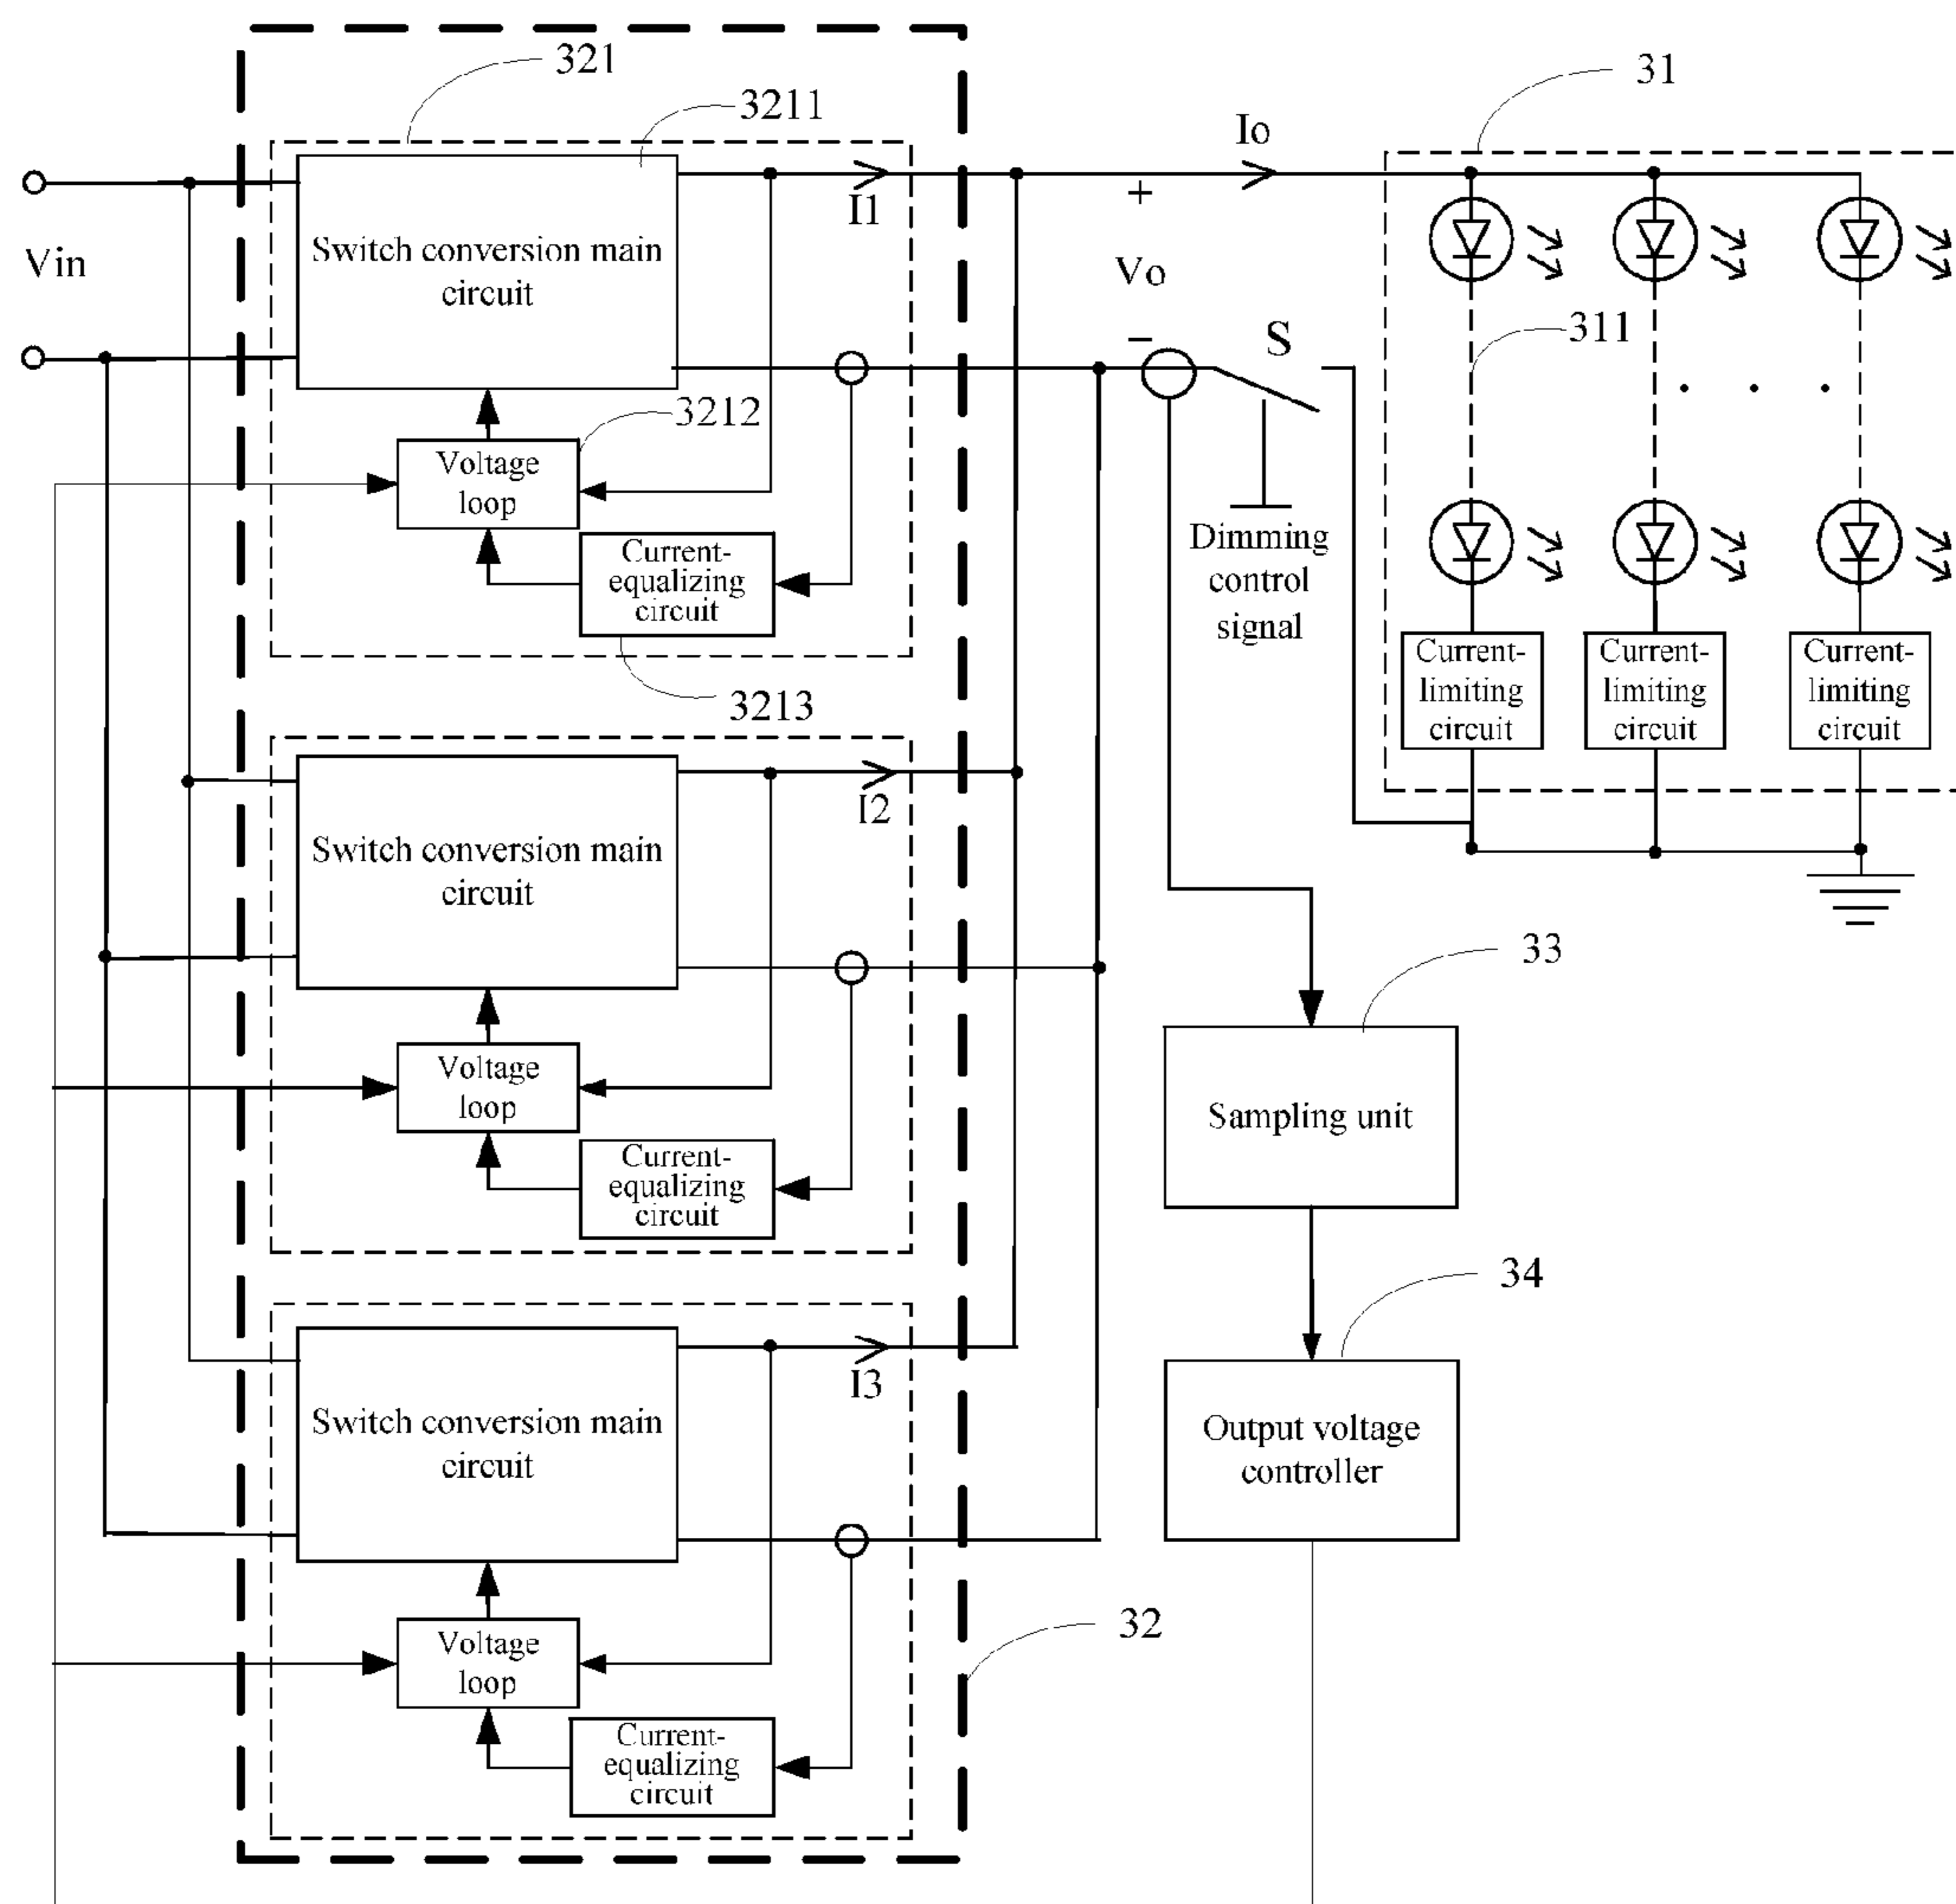 321
3211
31
Io
I1
+
Vin
Switch conversion main
circuit
Vo
−
S
311
3212
Voltage
loop
Current-
equalizing
circuit
3213
Dimming
control
signal
Current-
limiting
circuit
Current-
limiting
circuit
Current-
limiting
circuit
I2
Switch conversion main
circuit
33
Voltage
loop
Current-
equalizing
circuit
Sampling unit
34
I3
Switch conversion main
circuit
Output voltage
controller
32
Voltage
loop
Current-
equalizing
circuit